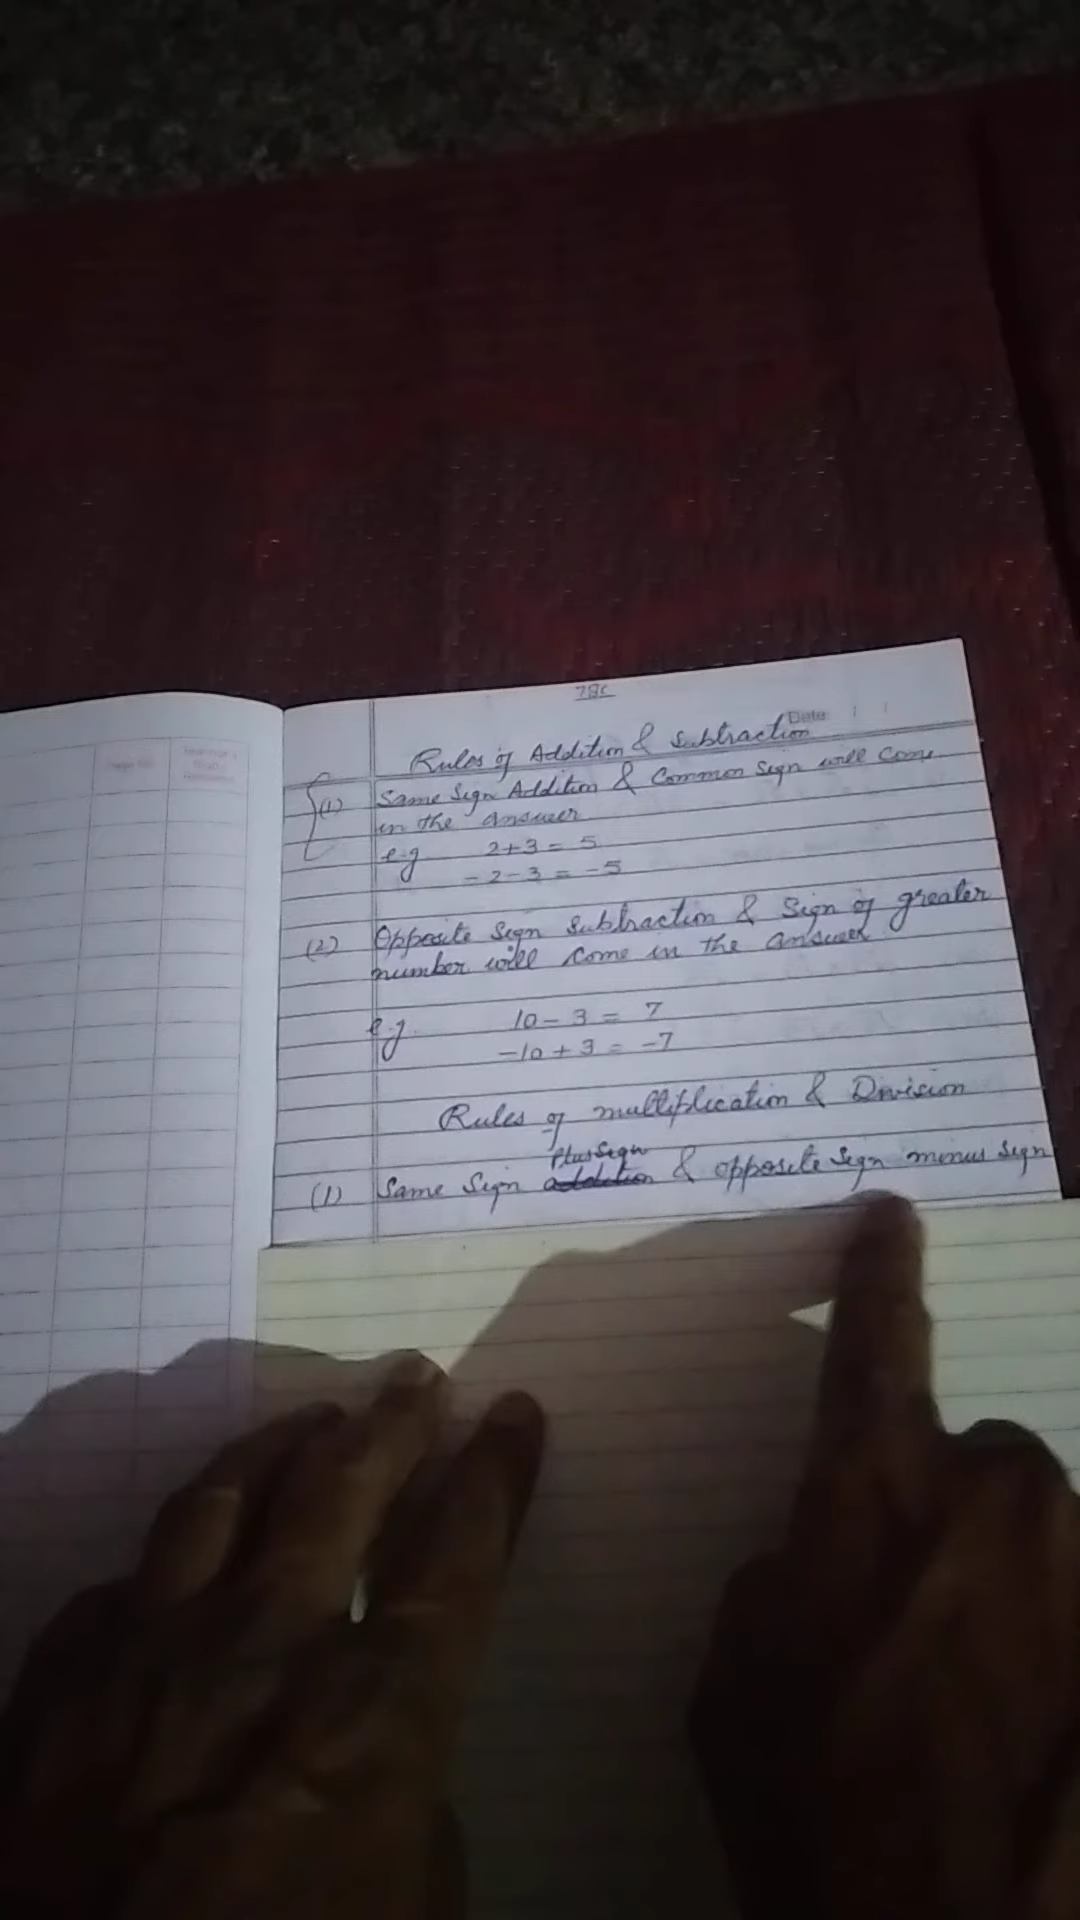 Date
Rules of Addition & Subtraction
(1) Same Sign Addition & Common Sign will come
in the answer
e.g 2+3 = 5
-2-3 = -5
(2) Opposite Sign Subtraction & Sign of greater
number will come in the answer
e.g. 10-3 = 7
-10+3 = -7
Rules of multiplication & Division
Plus Sign
(1) Same Sign addition & opposite Sign minus Sign